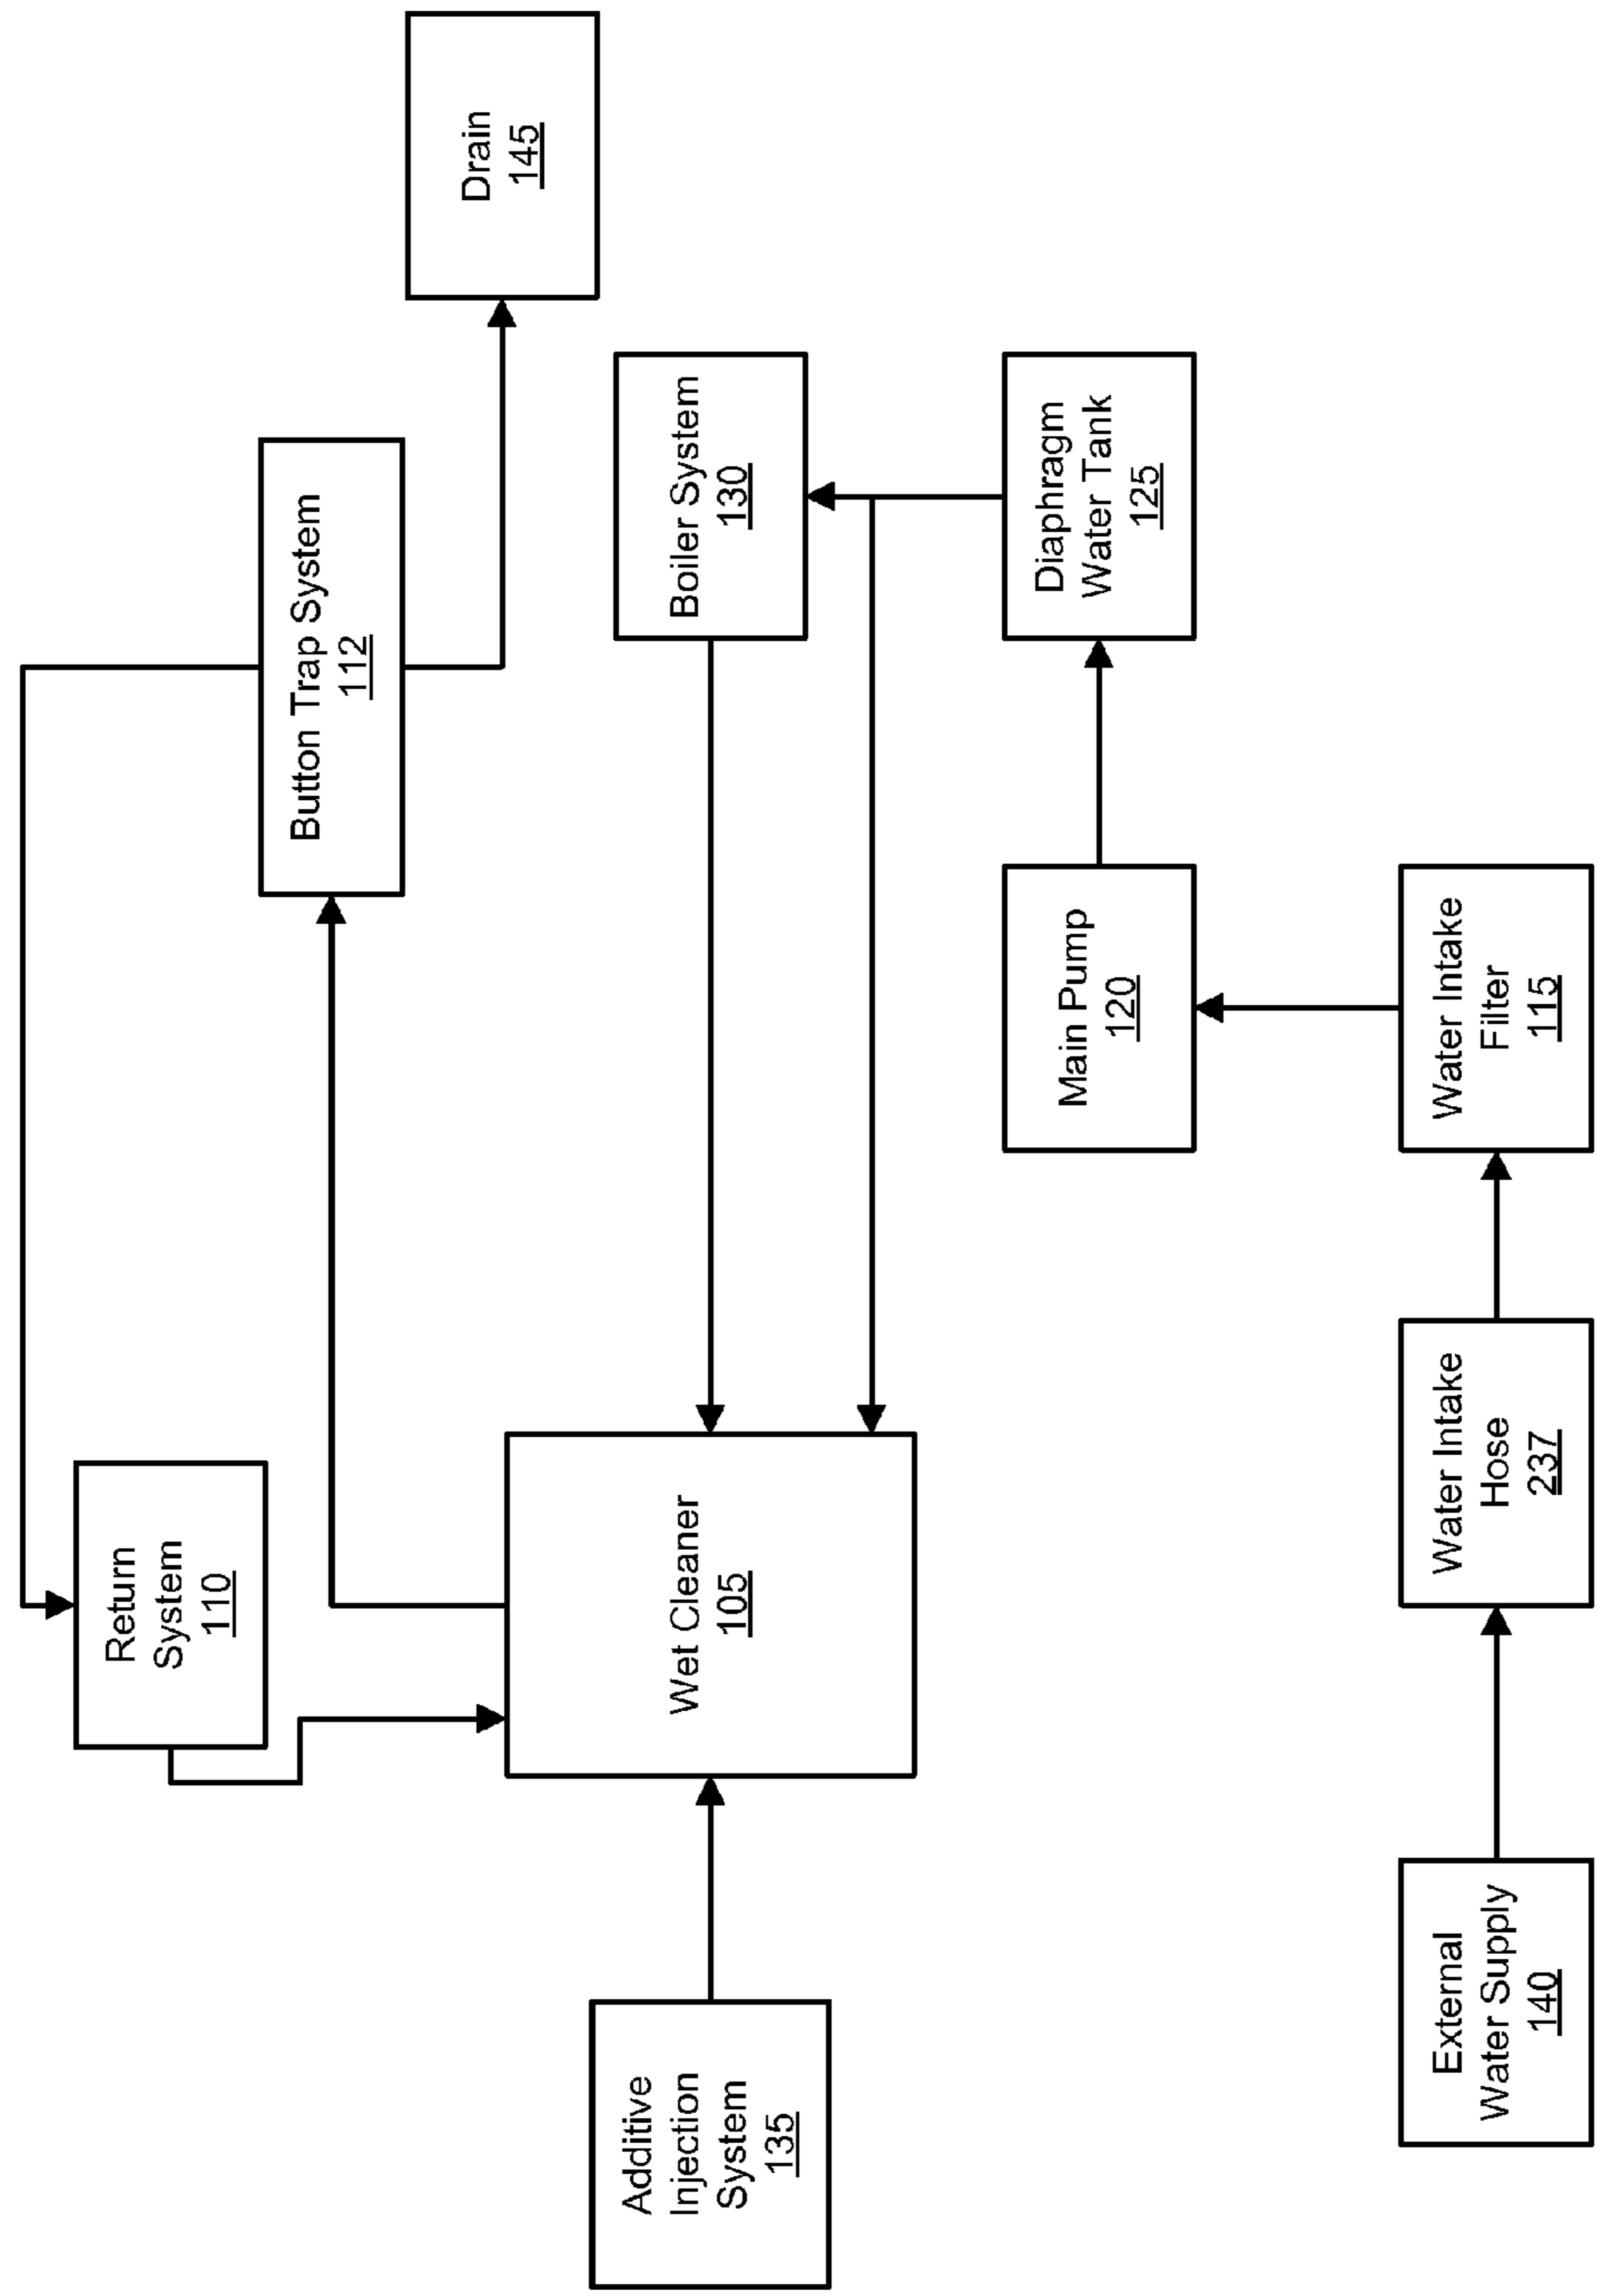 Return
System
110
Button Trap System
112
Drain
145
Additive
Injection
System
135
Wet Cleaner
105
Boiler System
130
Main Pump
120
Diaphragm
Water Tank
125
External
Water Supply
140
Water Intake
Hose
237
Water Intake
Filter
115